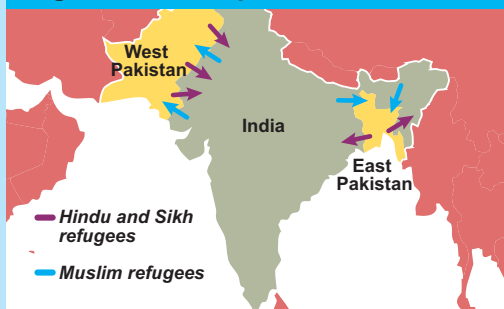 West
Pakistan
India
East
Pakistan
Hindu and Sikh
refugees
Muslim refugees